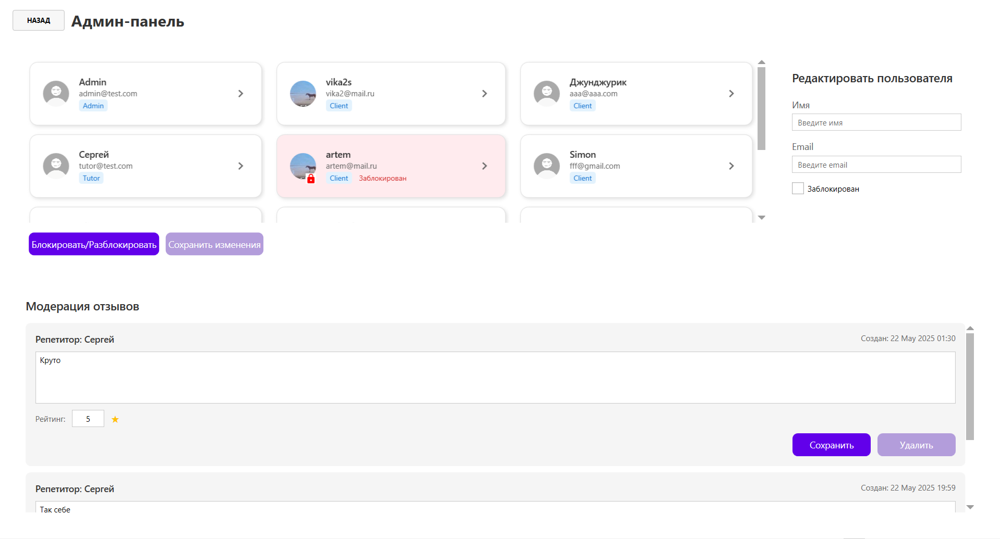 НАЗАД
Админ-панель
Admin
admin@test.com
Admin
vika2s
vika2@mail.ru
Client
Джунджурик
aaa@aaa.com
Client
Сергей
tutor@test.com
Tutor
artem
artem@mail.ru
Client Заблокирован
Simon
fff@gmail.com
Client
Редактировать пользователя
Имя
Введите имя
Email
Введите email
Заблокирован
Блокировать/Разблокировать
Сохранить изменения
Модерация отзывов
Репетитор: Сергей
Создан: 22 May 2025 01:30
Круто
Рейтинг: 5
Сохранить
Удалить
Репетитор: Сергей
Создан: 22 May 2025 19:59
Так себе